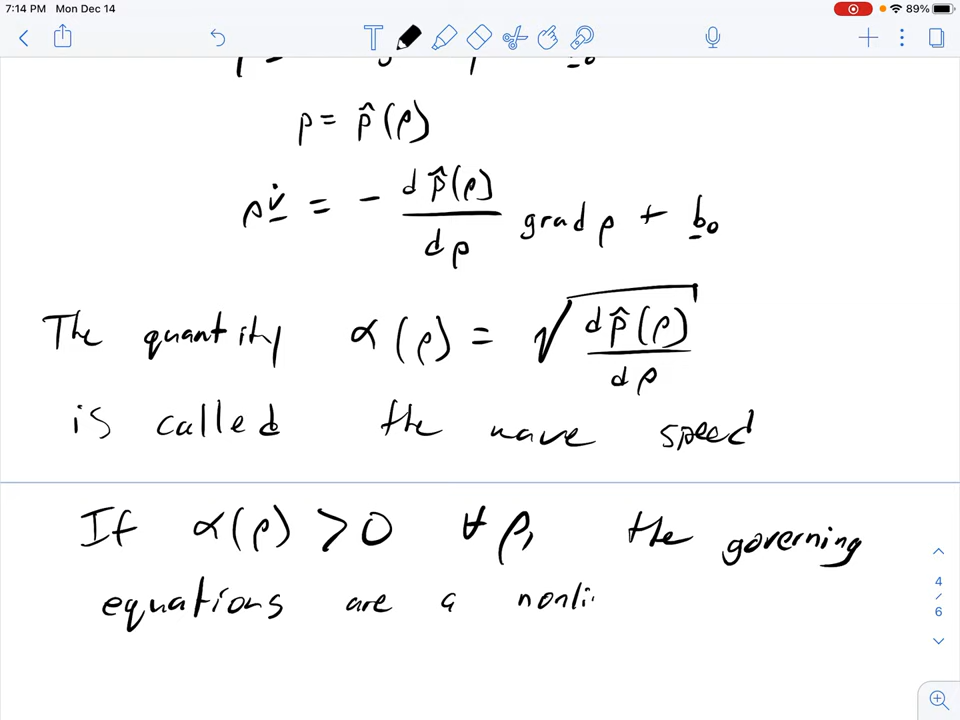 7:14 PM Mon Dec 14
89%
p = p̂(ρ)
ρv̇ = - dp̂(ρ)/dρ grad ρ + b₀
The quantity α(ρ) = √(dp̂(ρ)/dρ)
is called the wave speed
If α(ρ) > 0 ∀ρ, the governing
equations are a nonli
4
/
6